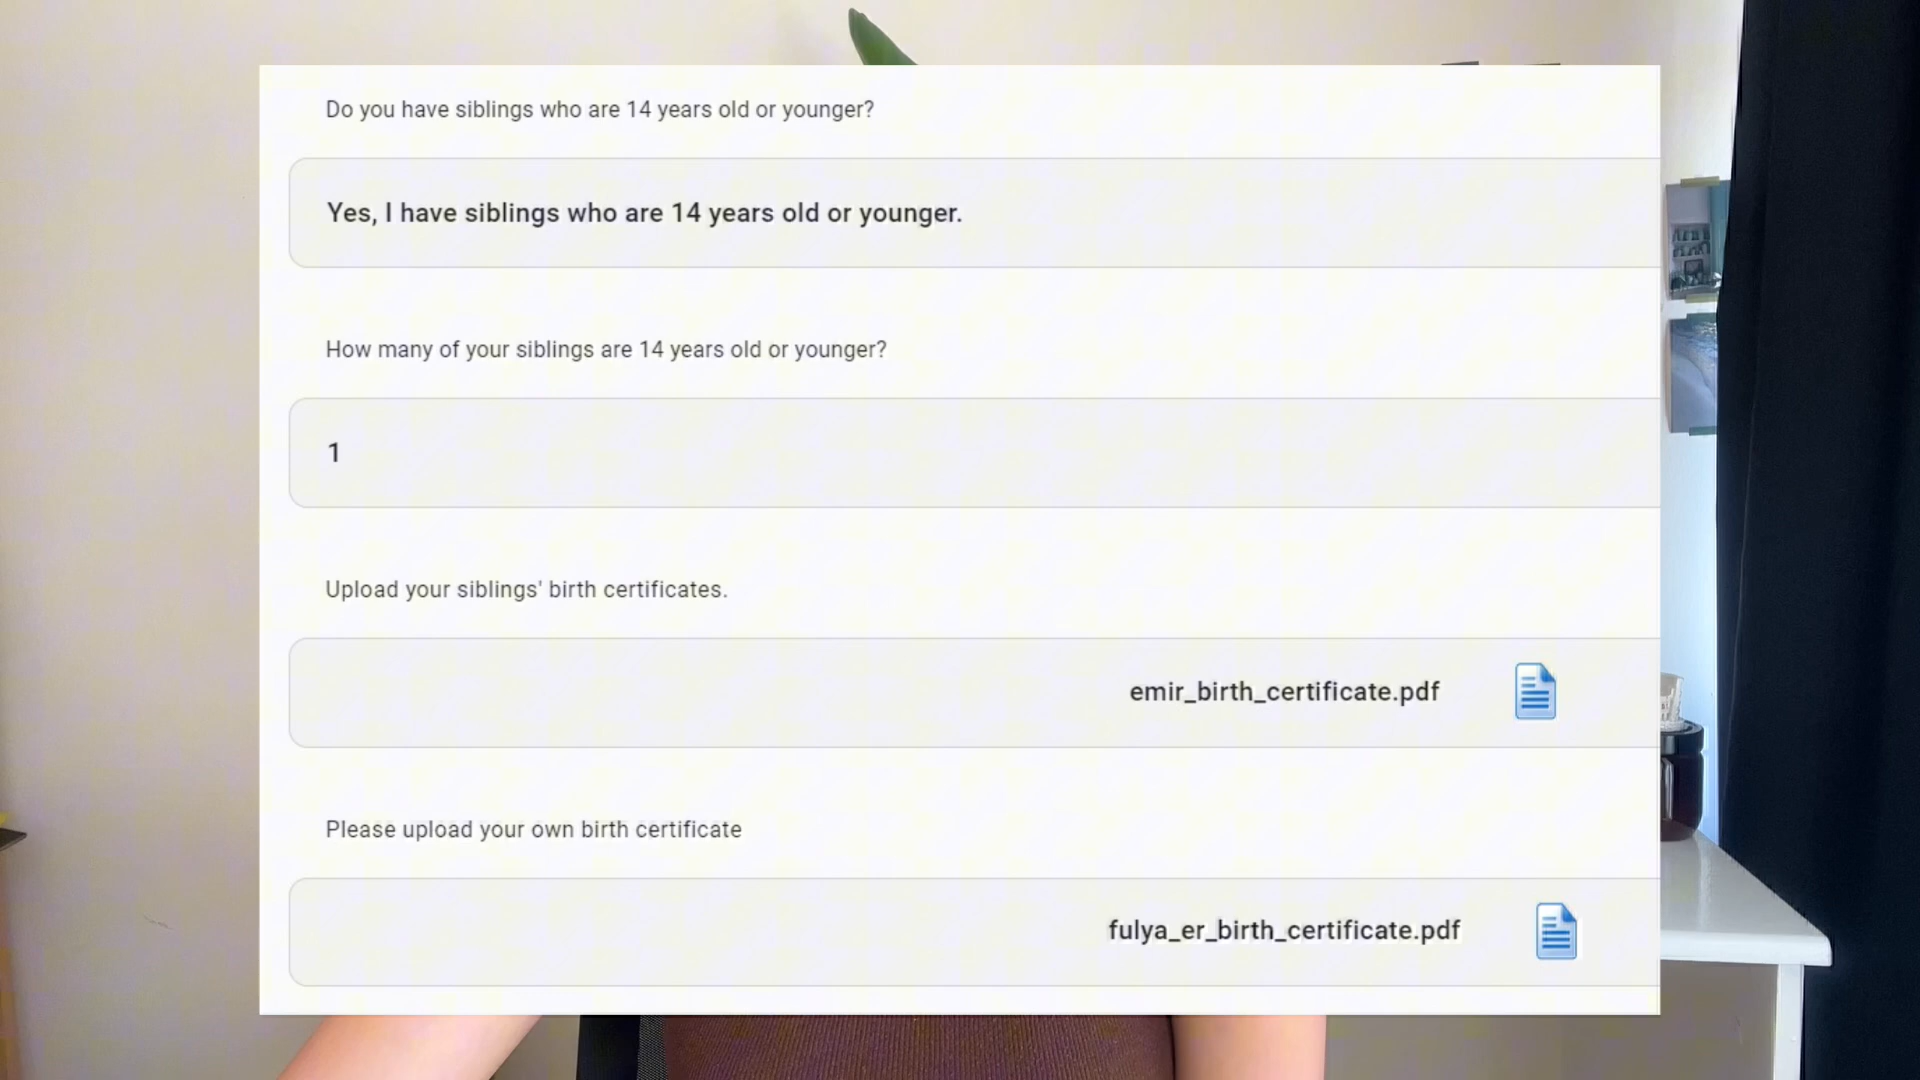 Do you have siblings who are 14 years old or younger?
Yes, I have siblings who are 14 years old or younger.
How many of your siblings are 14 years old or younger?
1
Upload your siblings' birth certificates.
emir_birth_certificate.pdf
Please upload your own birth certificate
fulya_er_birth_certificate.pdf